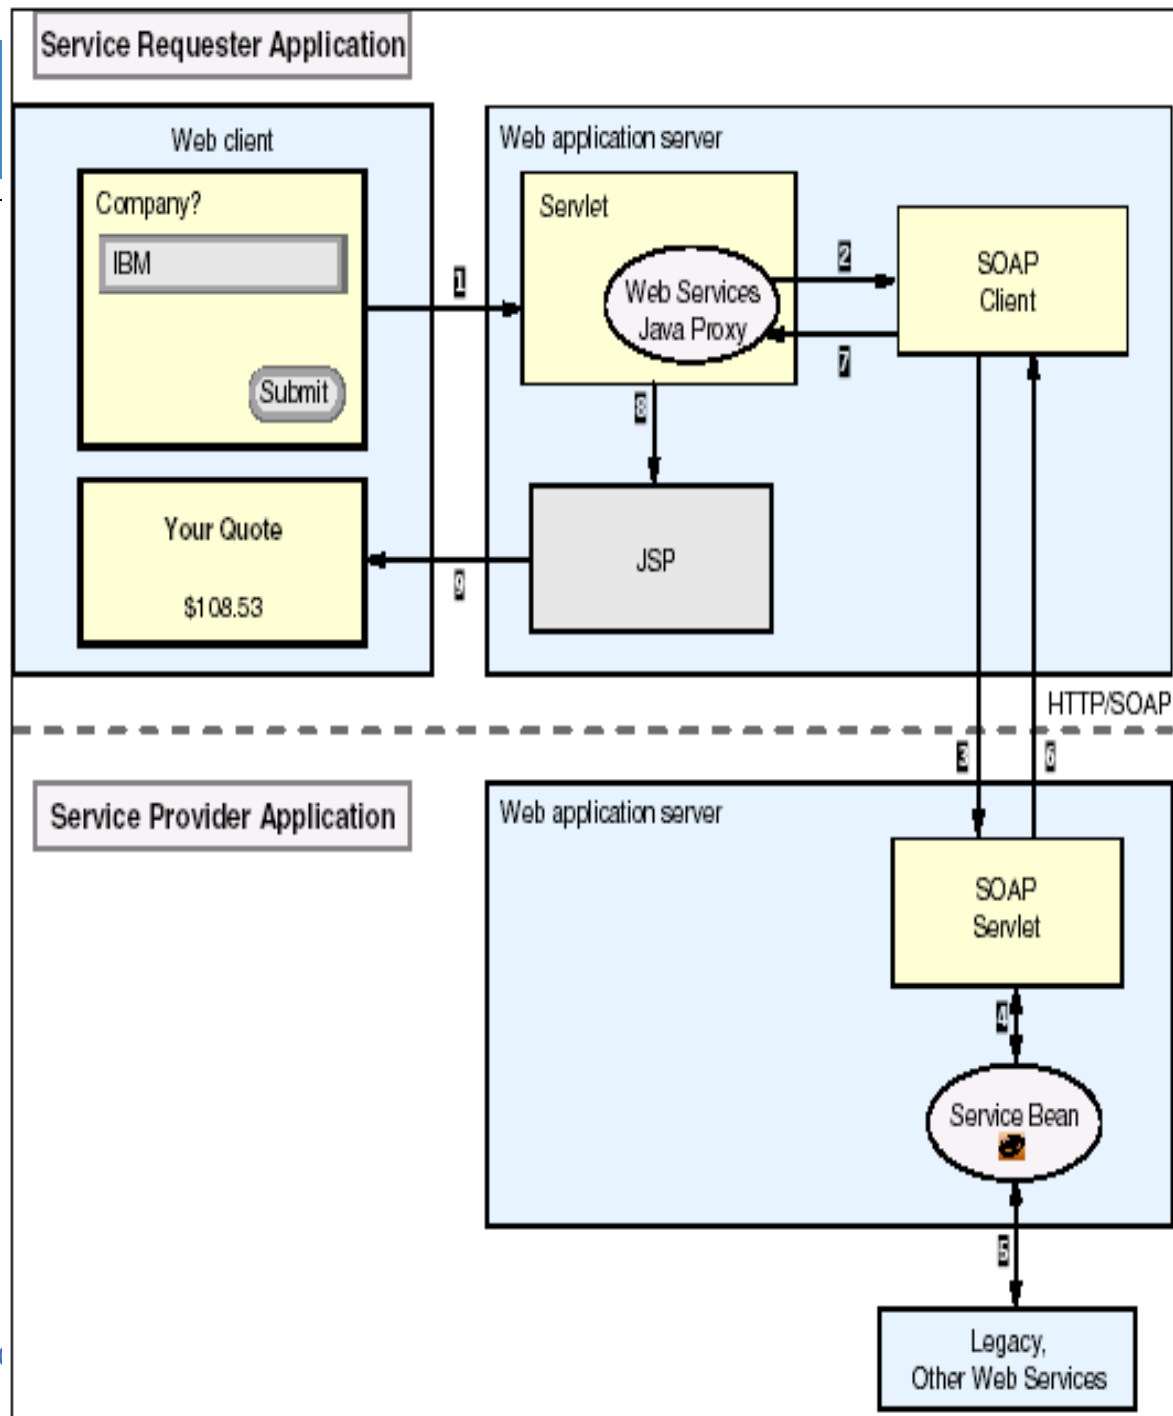 Service Requester Application
Web client
Company?
IBM
Submit
Your Quote
$108.53
1
9
Web application server
Servlet
Web Services
Java Proxy
2
7
SOAP
Client
8
JSP
HTTP/SOAP
3
6
Service Provider Application
Web application server
SOAP
Servlet
4
Service Bean
5
Legacy,
Other Web Services